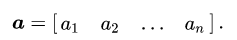 a = [ a₁ a₂ ... aₙ ] .